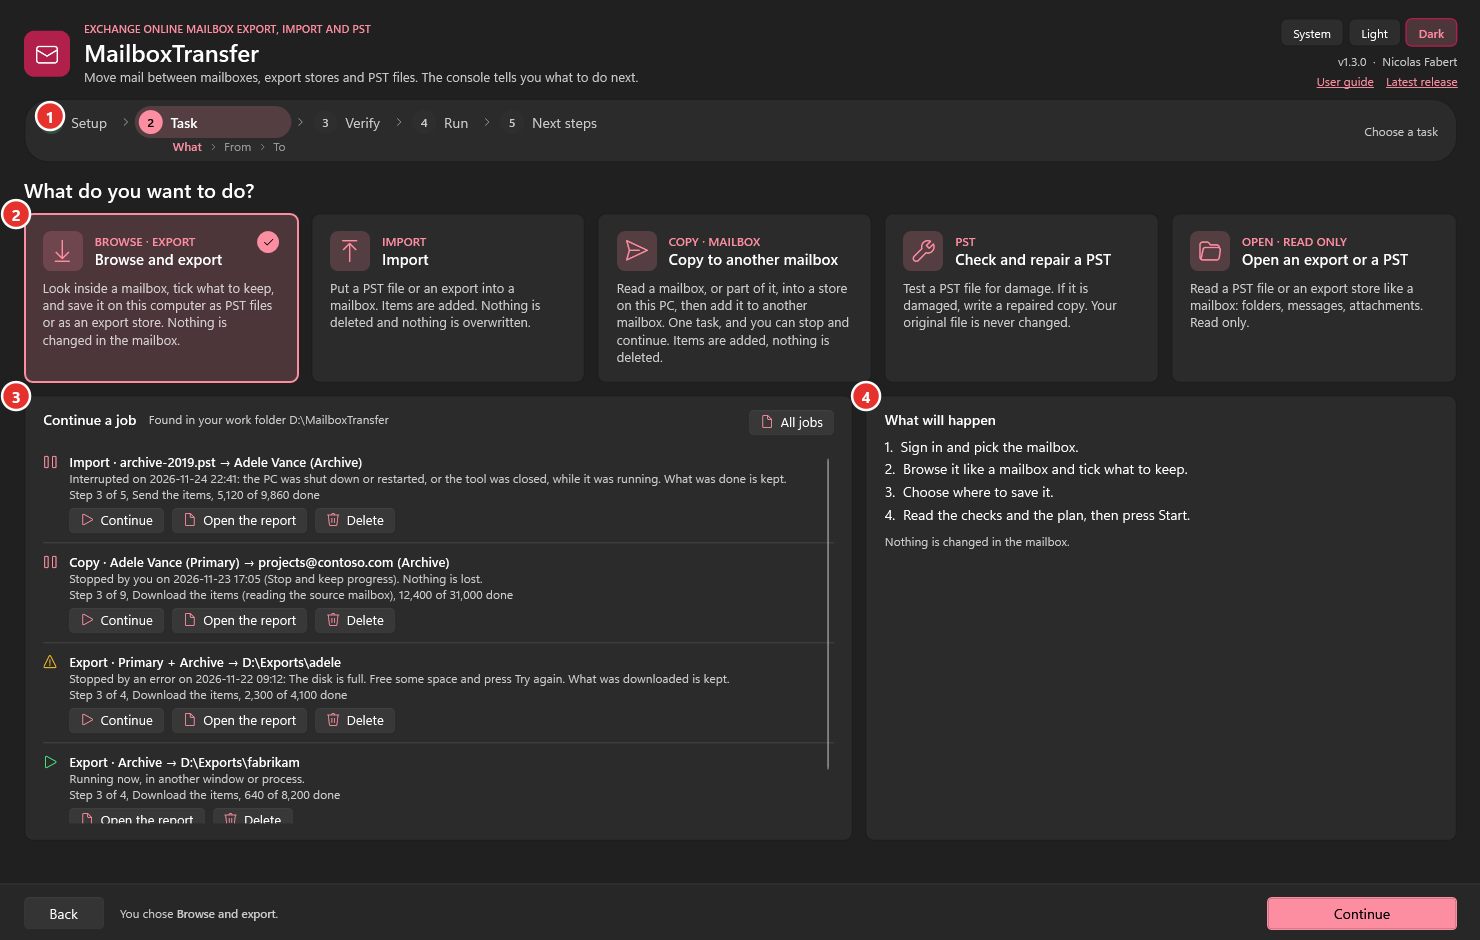 EXCHANGE ONLINE MAILBOX EXPORT, IMPORT AND PST
MailboxTransfer
Move mail between mailboxes, export stores and PST files. The console tells you what to do next.
System
Light
Dark
v1.3.0 · Nicolas Fabert
User guide
Latest release
1
Setup
2
Task
3
Verify
4
Run
5
Next steps
What
From
To
Choose a task
What do you want to do?
2
BROWSE · EXPORT
Browse and export
Look inside a mailbox, tick what to keep,
and save it on this computer as PST files
or as an export store. Nothing is
changed in the mailbox.
IMPORT
Import
Put a PST file or an export into a
mailbox. Items are added. Nothing is
deleted and nothing is overwritten.
COPY · MAILBOX
Copy to another mailbox
Read a mailbox, or part of it, into a store
on this PC, then add it to another
mailbox. One task, and you can stop and
continue. Items are added, nothing is
deleted.
PST
Check and repair a PST
Test a PST file for damage. If it is
damaged, write a repaired copy. Your
original file is never changed.
OPEN · READ ONLY
Open an export or a PST
Read a PST file or an export store like a
mailbox: folders, messages, attachments.
Read only.
3
Continue a job
Found in your work folder D:\MailboxTransfer
All jobs
Import · archive-2019.pst → Adele Vance (Archive)
Interrupted on 2026-11-24 22:41: the PC was shut down or restarted, or the tool was closed, while it was running. What was done is kept.
Step 3 of 5, Send the items, 5,120 of 9,860 done
Continue
Open the report
Delete
Copy · Adele Vance (Primary) → projects@contoso.com (Archive)
Stopped by you on 2026-11-23 17:05 (Stop and keep progress). Nothing is lost.
Step 3 of 9, Download the items (reading the source mailbox), 12,400 of 31,000 done
Continue
Open the report
Delete
Export · Primary + Archive → D:\Exports\adele
Stopped by an error on 2026-11-22 09:12: The disk is full. Free some space and press Try again. What was downloaded is kept.
Step 3 of 4, Download the items, 2,300 of 4,100 done
Continue
Open the report
Delete
Export · Archive → D:\Exports\fabrikam
Running now, in another window or process.
Step 3 of 4, Download the items, 640 of 8,200 done
Open the report
Delete
4
What will happen
1. Sign in and pick the mailbox.
2. Browse it like a mailbox and tick what to keep.
3. Choose where to save it.
4. Read the checks and the plan, then press Start.
Nothing is changed in the mailbox.
Back
You chose Browse and export.
Continue